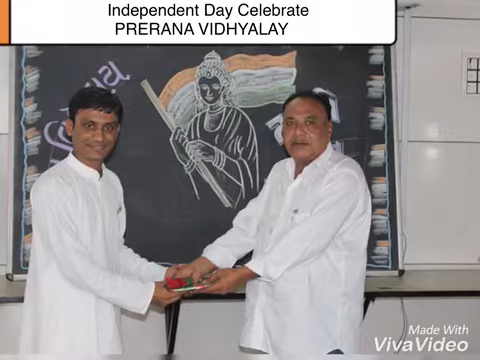 Independent Day Celebrate
PRERANA VIDHYALAY
Made With
VivaVideo